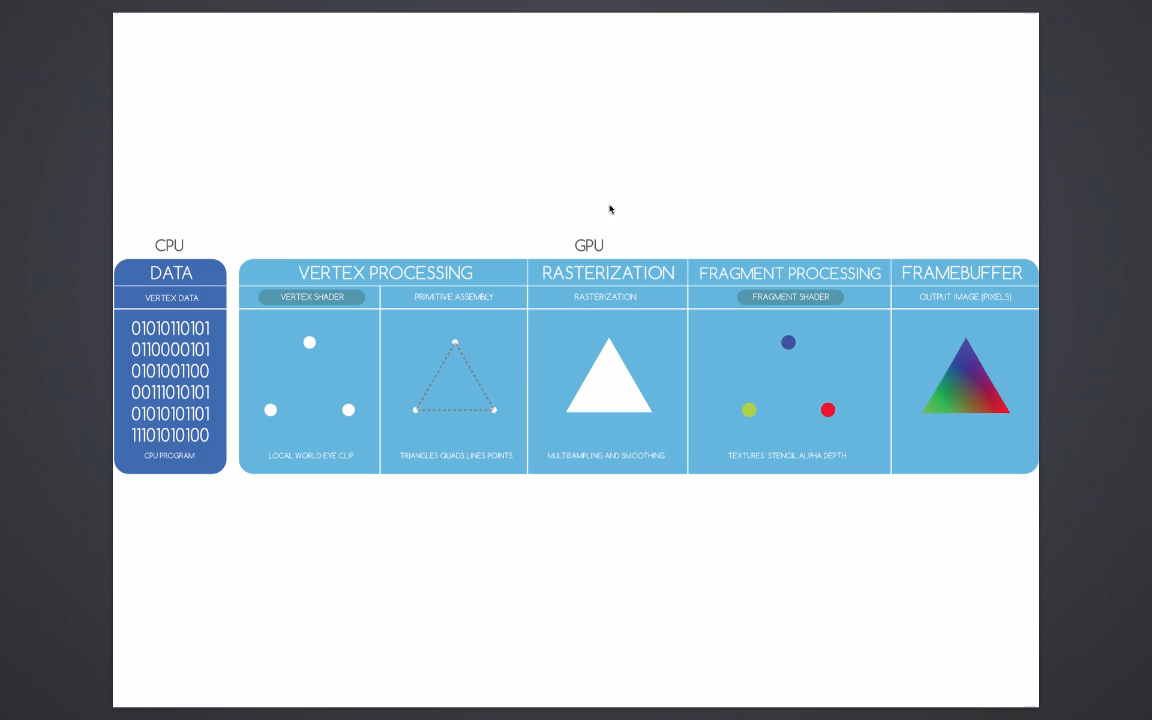 CPU
GPU
DATA
VERTEX PROCESSING
RASTERIZATION
FRAGMENT PROCESSING
FRAMEBUFFER
VERTEX DATA
VERTEX SHADER
PRIMITIVE ASSEMBLY
RASTERIZATION
FRAGMENT SHADER
OUTPUT IMAGE (PIXELS)
01010110101
0110000101
0101001100
00111010101
01010101101
11101010100
CPU PROGRAM
LOCAL WORLD EYE CLIP
TRIANGLES QUADS LINES POINTS
MULTISAMPLING AND SMOOTHING
TEXTURES STENCIL ALPHA DEPTH